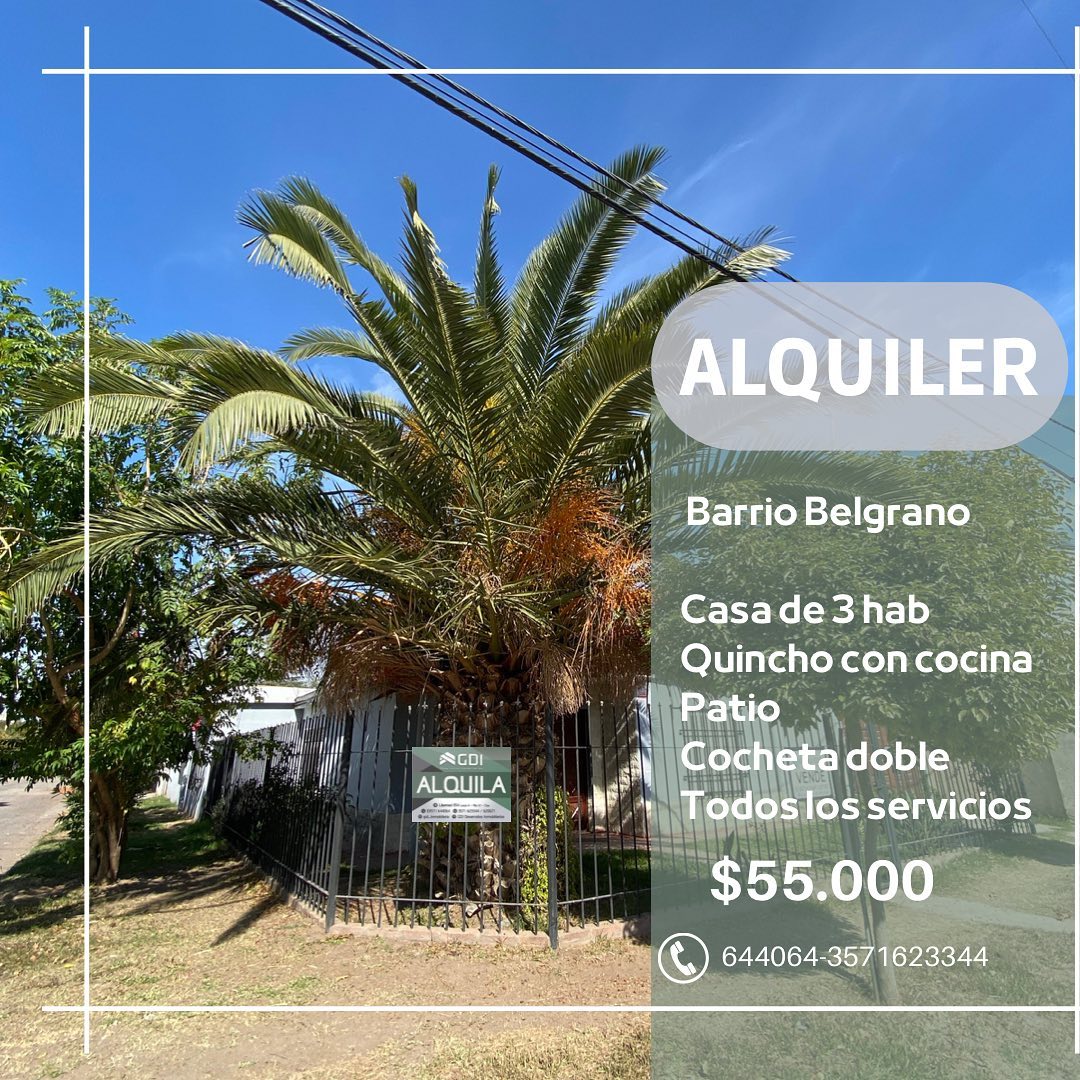 ALQUILER
Barrio Belgrano
Casa de 3 hab
Quincho con cocina
Patio
Cocheta doble
Todos los servicios
$55.000
644064-3571623344
GDI
ALQUILA
VENDE